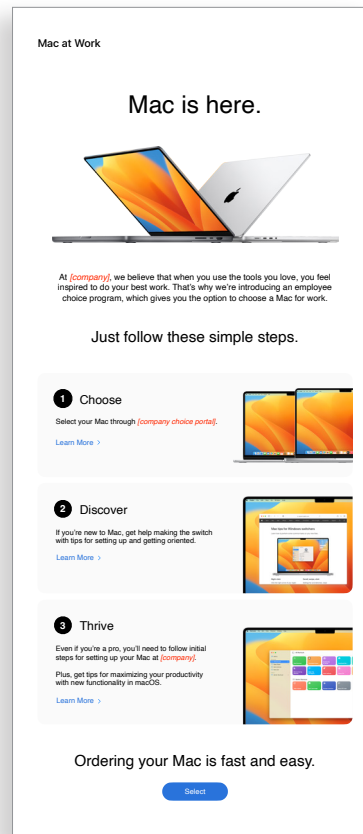 Mac at Work
Mac is here.
At [company], we believe that when you use the tools you love, you feel
inspired to do your best work. That's why we're introducing an employee
choice program, which gives you the option to choose a Mac for work.
Just follow these simple steps.
1 Choose
Select your Mac through [company choice portal].
Learn More >
2 Discover
If you're new to Mac, get help making the switch
with tips for setting up and getting oriented.
Learn More >
3 Thrive
Even if you're a pro, you'll need to follow initial
steps for setting up your Mac at [company].
Plus, get tips for maximizing your productivity
with new functionality in macOS.
Learn More >
Ordering your Mac is fast and easy.
Select